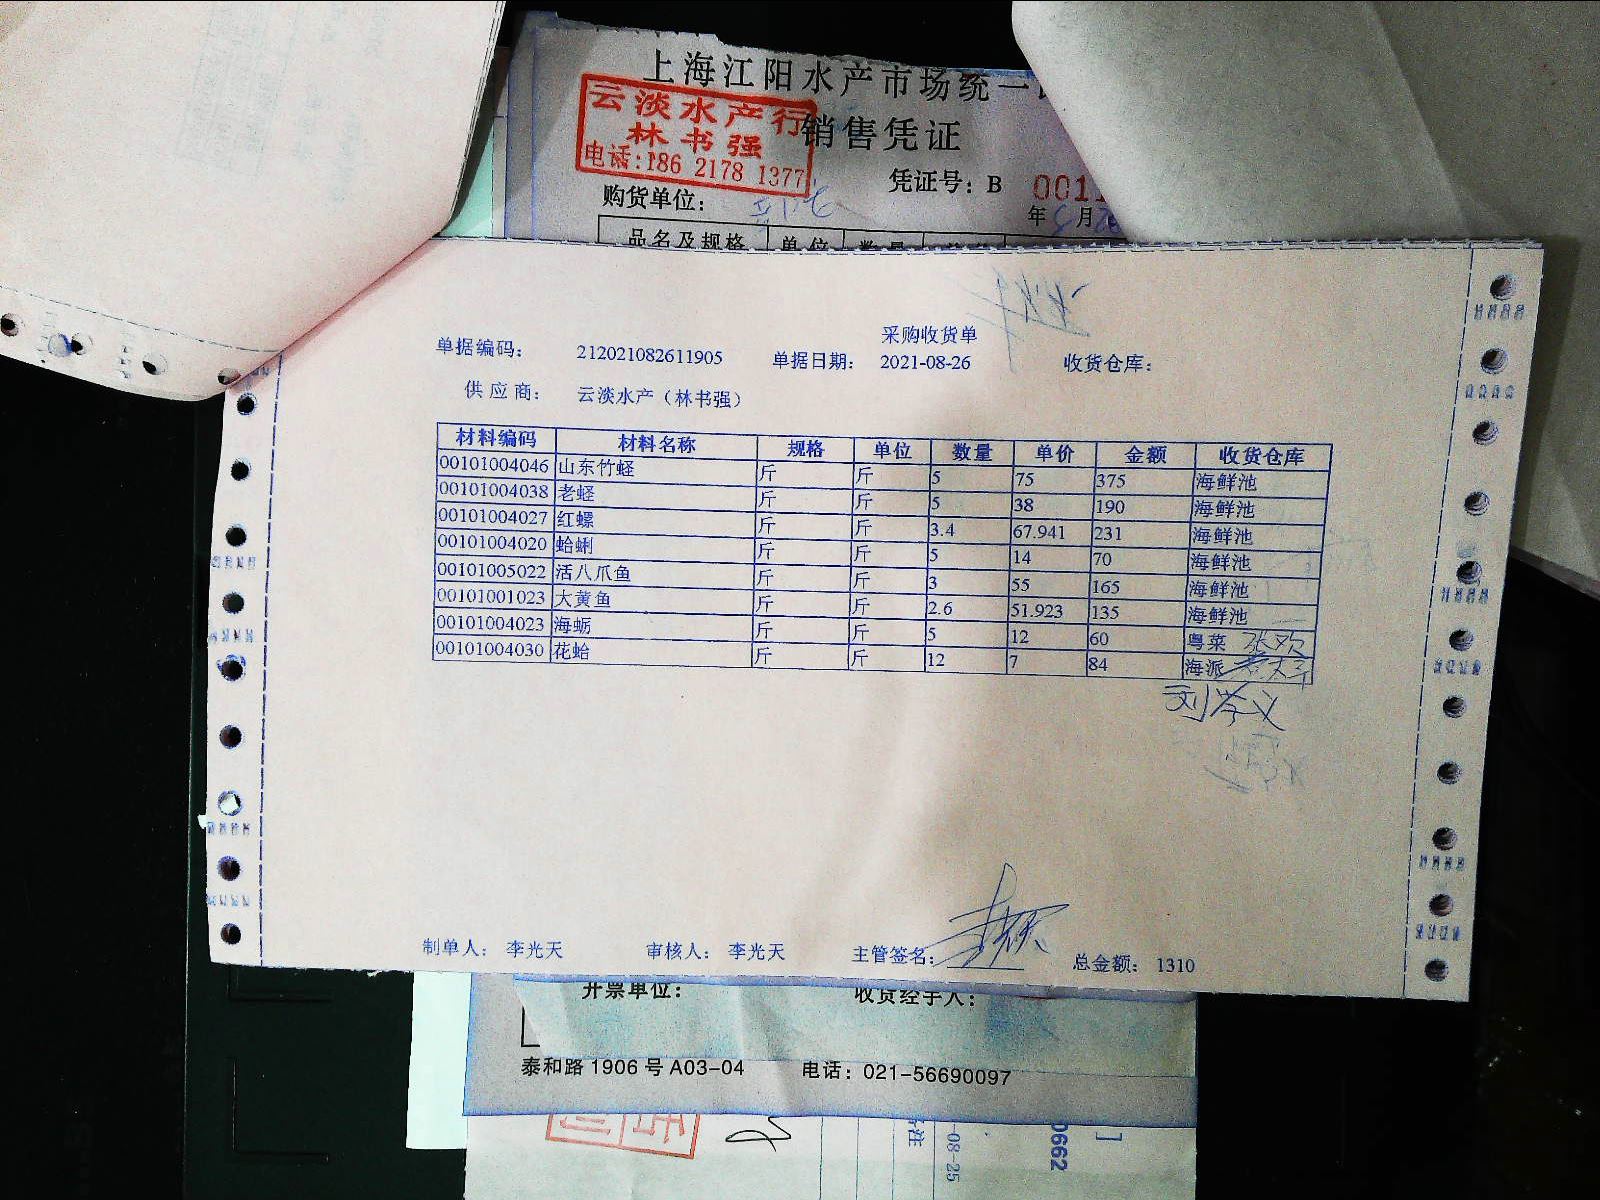 上海江阳水产市场统一
销售凭证
云淡水产行
林书强
电话:186 2178 1377
凭证号：B 001
购货单位：
年 月
品名及规格 单位 数量
采购收货单
单据编码： 212021082611905 单据日期： 2021-08-26 收货仓库：
供应商： 云淡水产（林书强）
材料编码 材料名称 规格 单位 数量 单价 金额 收货仓库
00101004046 山东竹蛏 斤 斤 5 75 375 海鲜池
00101004038 老蛏 斤 斤 5 38 190 海鲜池
00101004027 红螺 斤 斤 3.4 67.941 231 海鲜池
00101004020 蛤蜊 斤 斤 5 14 70 海鲜池
00101005022 活八爪鱼 斤 斤 3 55 165 海鲜池
00101001023 大黄鱼 斤 斤 2.6 51.923 135 海鲜池
00101004023 海蛎 斤 斤 5 12 60 粤菜 张欢
00101004030 花蛤 斤 斤 12 7 84 海派
制单人： 李光天 审核人： 李光天 主管签名： 总金额： 1310
开票单位： 收货经手人：
泰和路 1906 号 A03-04 电话：021-56690097
备注
-08-25
0662